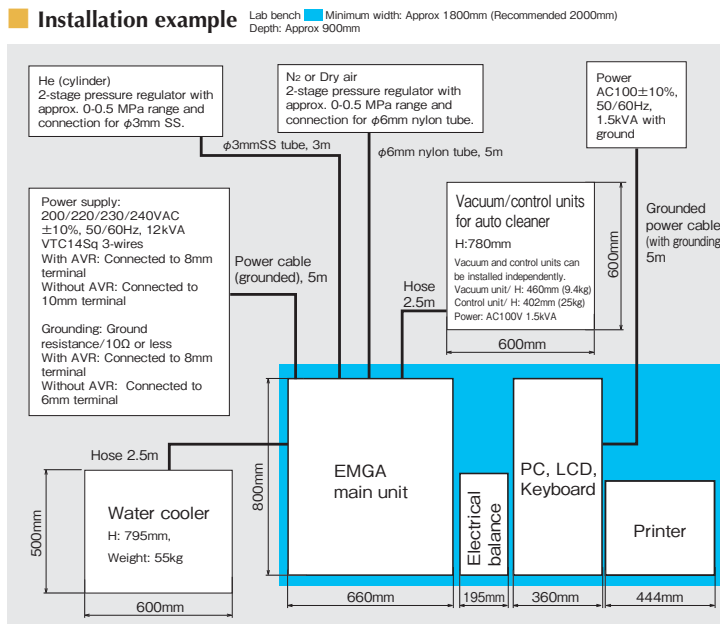 Installation example
Lab bench Minimum width: Approx 1800mm (Recommended 2000mm)
Depth: Approx 900mm
He (cylinder)
2-stage pressure regulator with
approx. 0-0.5 MPa range and
connection for φ3mm SS.
N2 or Dry air
2-stage pressure regulator with
approx. 0-0.5 MPa range and
connection for φ6mm nylon tube.
Power
AC100±10%,
50/60Hz,
1.5kVA with
ground
φ3mmSS tube, 3m
φ6mm nylon tube, 5m
Power supply:
200/220/230/240VAC
±10%, 50/60Hz, 12kVA
VTC14Sq 3-wires
With AVR: Connected to 8mm
terminal
Without AVR: Connected to
10mm terminal
Grounding: Ground
resistance/10Ω or less
With AVR: Connected to 8mm
terminal
Without AVR: Connected to
6mm terminal
Power cable
(grounded), 5m
Hose
2.5m
Vacuum/control units
for auto cleaner
H:780mm
Vacuum and control units can
be installed independently.
Vacuum unit/ H: 460mm (9.4kg)
Control unit/ H: 402mm (25kg)
Power: AC100V 1.5kVA
600mm
600mm
Grounded
power cable
(with grounding
5m
Hose 2.5m
Water cooler
H: 795mm,
Weight: 55kg
500mm
600mm
800mm
EMGA
main unit
660mm
Electrical
balance
195mm
PC, LCD,
Keyboard
360mm
Printer
444mm